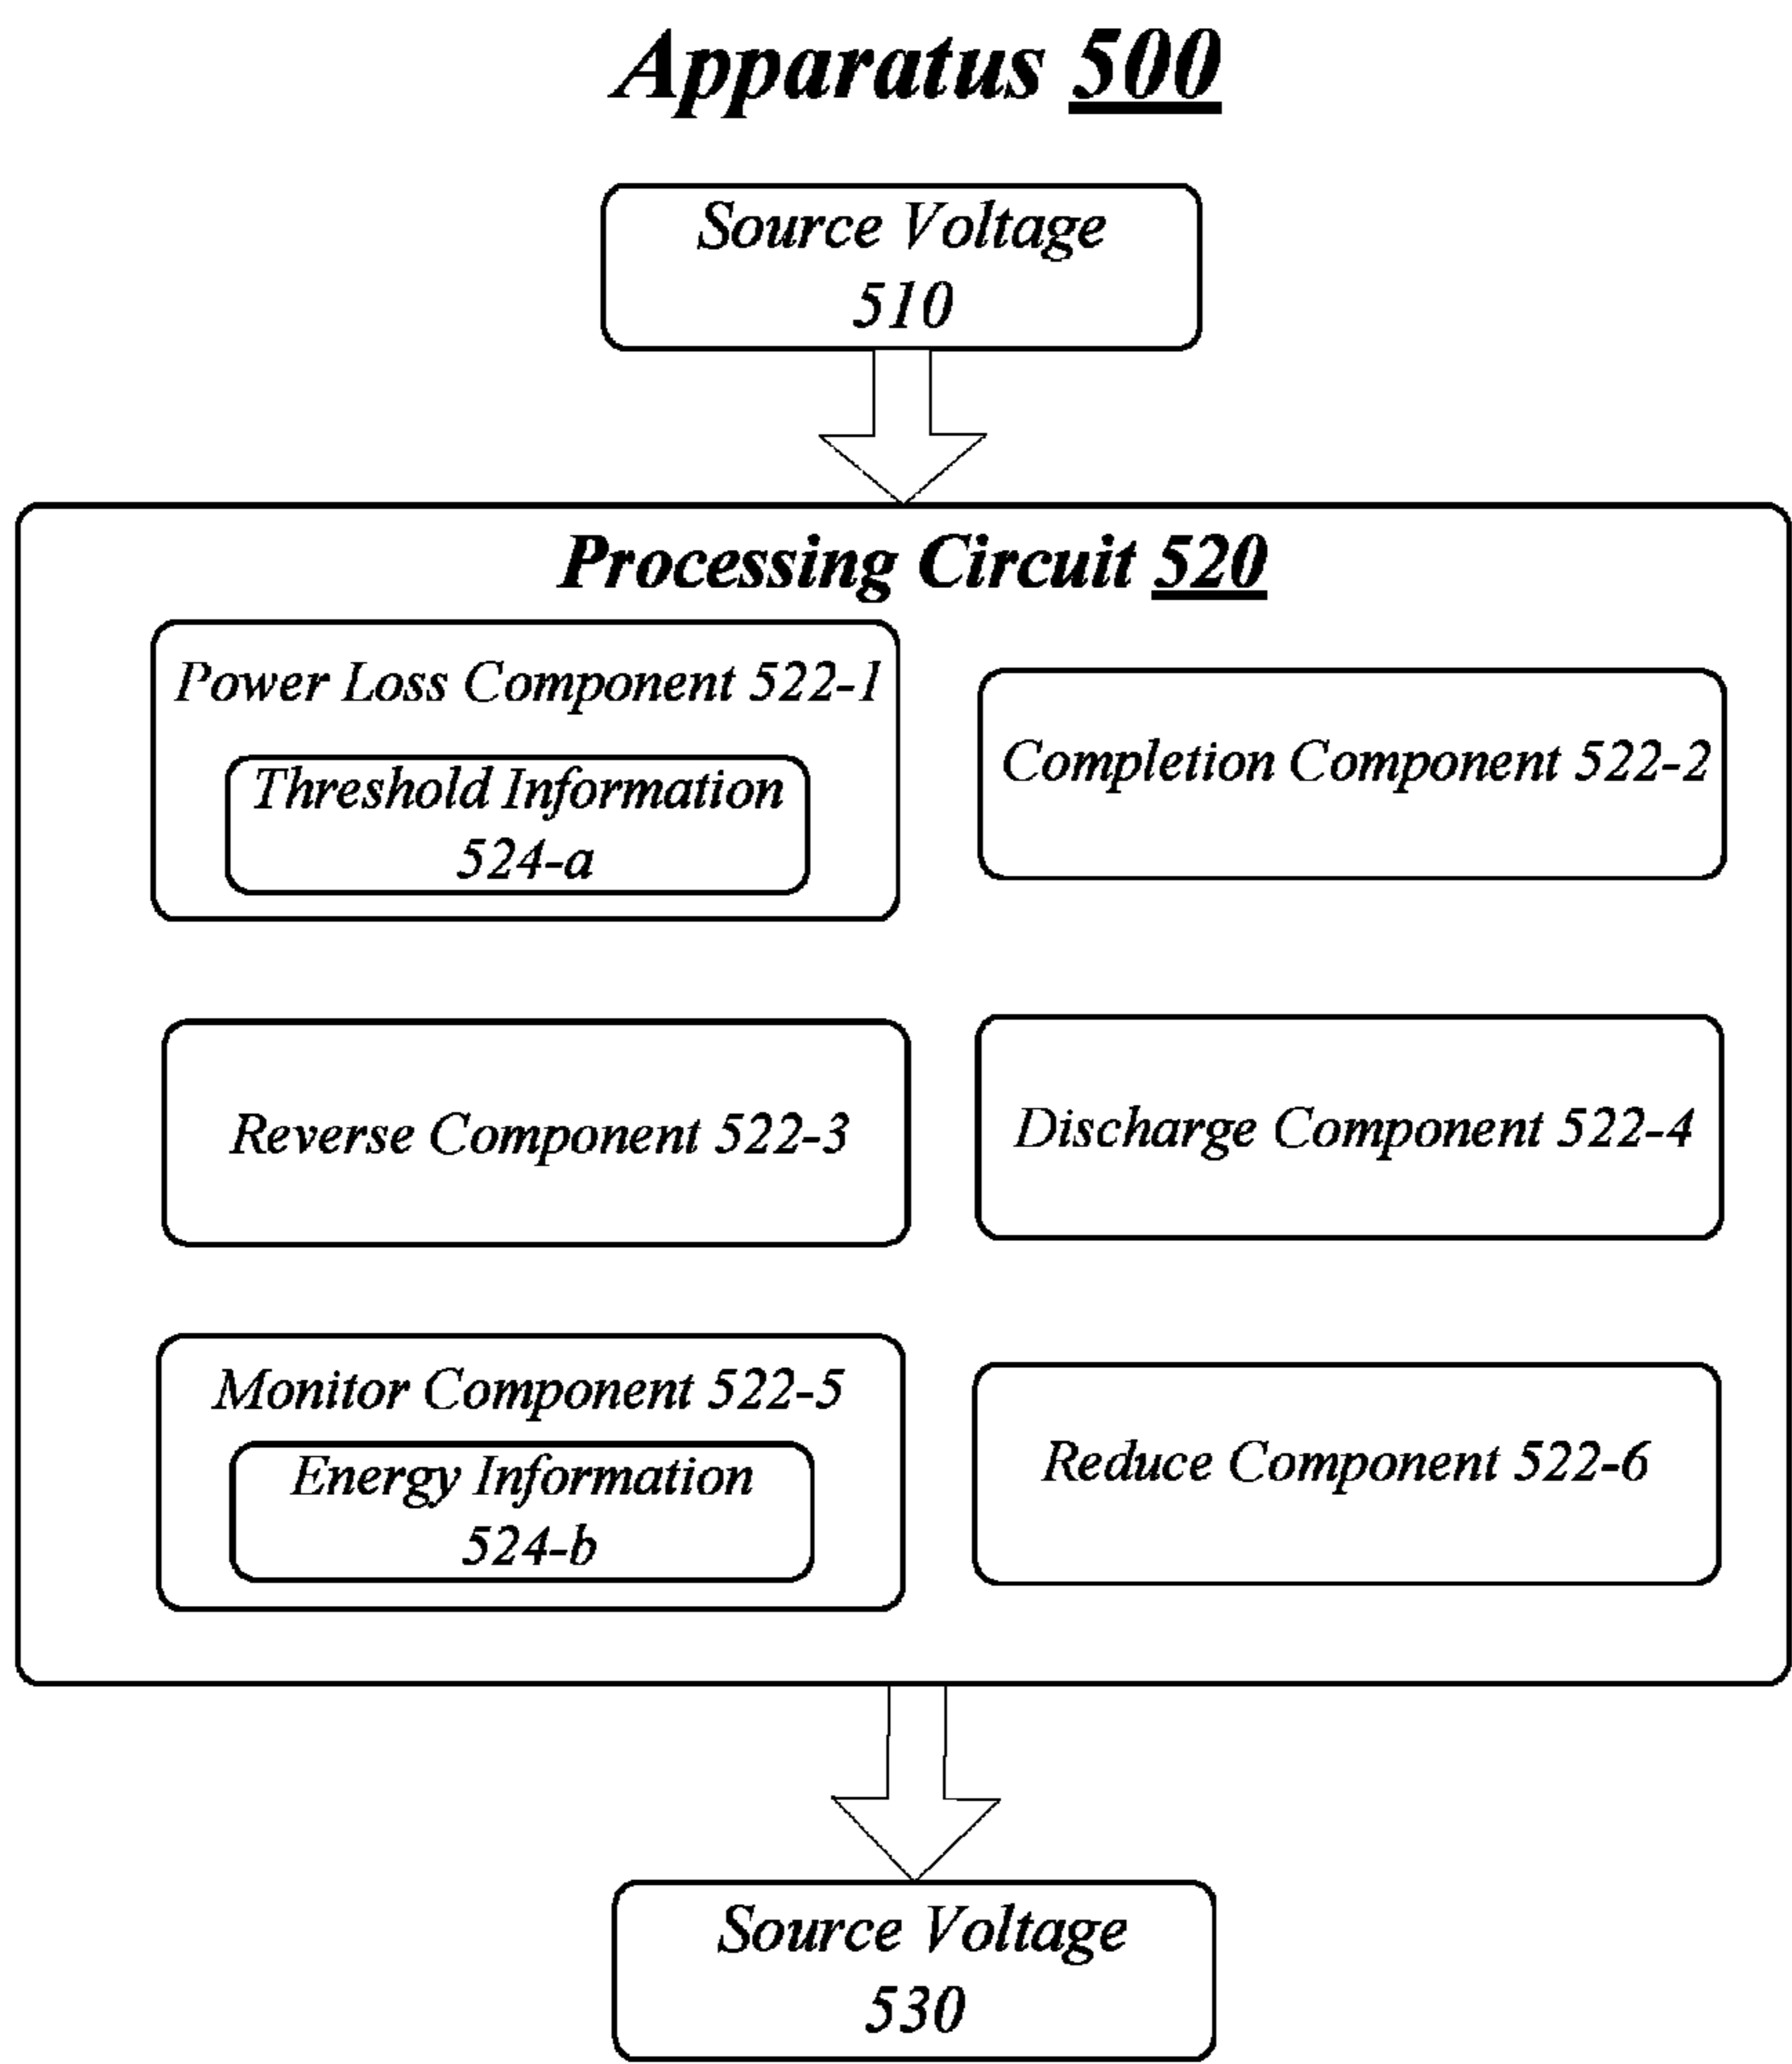 Apparatus 500
Source Voltage
510
Processing Circuit 520
Power Loss Component 522-1
Threshold Information
524-a
Completion Component 522-2
Reverse Component 522-3
Discharge Component 522-4
Monitor Component 522-5
Energy Information
524-b
Reduce Component 522-6
Source Voltage
530